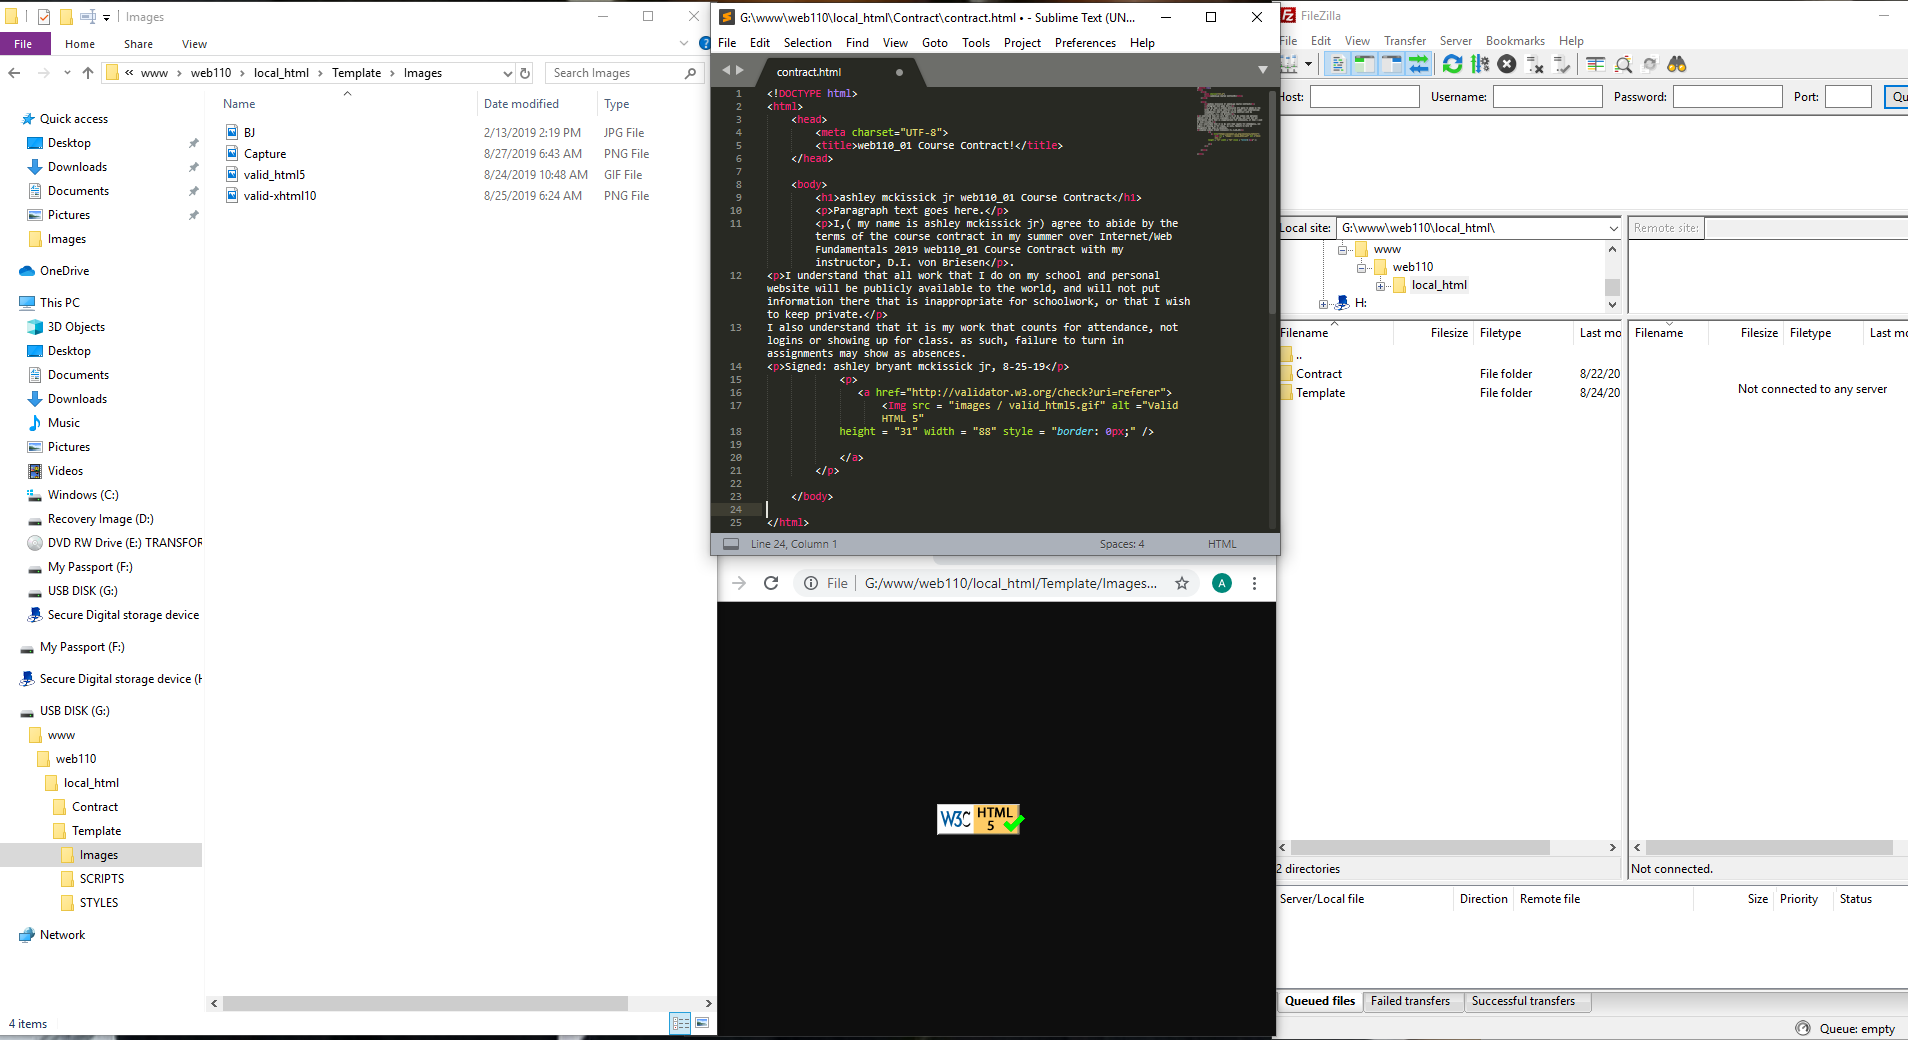 Images
File
Home
Share
View
« www › web110 › local_html › Template › Images
Search Images
Name
Date modified
Type
BJ
2/13/2019 2:19 PM
JPG File
Capture
8/27/2019 6:43 AM
PNG File
valid_html5
8/24/2019 10:48 AM
GIF File
valid-xhtml10
8/25/2019 6:24 AM
PNG File
Quick access
Desktop
Downloads
Documents
Pictures
Images
OneDrive
This PC
3D Objects
Desktop
Documents
Downloads
Music
Pictures
Videos
Windows (C:)
Recovery Image (D:)
DVD RW Drive (E:) TRANSFOR
My Passport (F:)
USB DISK (G:)
Secure Digital storage device
My Passport (F:)
Secure Digital storage device (H
USB DISK (G:)
www
web110
local_html
Contract
Template
Images
SCRIPTS
STYLES
Network
4 items
G:\www\web110\local_html\Contract\contract.html • - Sublime Text (UN...
File Edit Selection Find View Goto Tools Project Preferences Help
contract.html
1 <!DOCTYPE html>
2 <html>
3 <head>
4 <meta charset="UTF-8">
5 <title>web110_01 Course Contract!</title>
6 </head>
7
8 <body>
9 <h1>ashley mckissick jr web110_01 Course Contract</h1>
10 <p>Paragraph text goes here.</p>
11 <p>I,( my name is ashley mckissick jr) agree to abide by the
terms of the course contract in my summer over Internet/Web
Fundamentals 2019 web110_01 Course Contract with my
instructor, D.I. von Briesen</p>.
12 <p>I understand that all work that I do on my school and personal
website will be publicly available to the world, and will not put
information there that is inappropriate for schoolwork, or that I wish
to keep private.</p>
13 I also understand that it is my work that counts for attendance, not
logins or showing up for class. as such, failure to turn in
assignments may show as absences.
14 <p>Signed: ashley bryant mckissick jr, 8-25-19</p>
15 <p>
16 <a href="http://validator.w3.org/check?uri=referer">
17 <Img src = "images / valid_html5.gif" alt ="Valid
HTML 5"
18 height = "31" width = "88" style = "border: 0px;" />
19
20 </a>
21 </p>
22
23 </body>
24
25 </html>
Line 24, Column 1
Spaces: 4
HTML
File
G:/www/web110/local_html/Template/Images...
A
W3C HTML
5
FileZilla
File Edit View Transfer Server Bookmarks Help
Host:
Username:
Password:
Port:
Qu
Local site:
G:\www\web110\local_html\
www
web110
local_html
H:
Remote site:
Filename
Filesize
Filetype
Last mo
..
Contract
File folder
8/22/20
Template
File folder
8/24/20
2 directories
Filename
Filesize
Filetype
Last mo
Not connected to any server
Not connected.
Server/Local file
Direction
Remote file
Size
Priority
Status
Queued files
Failed transfers
Successful transfers
Queue: empty